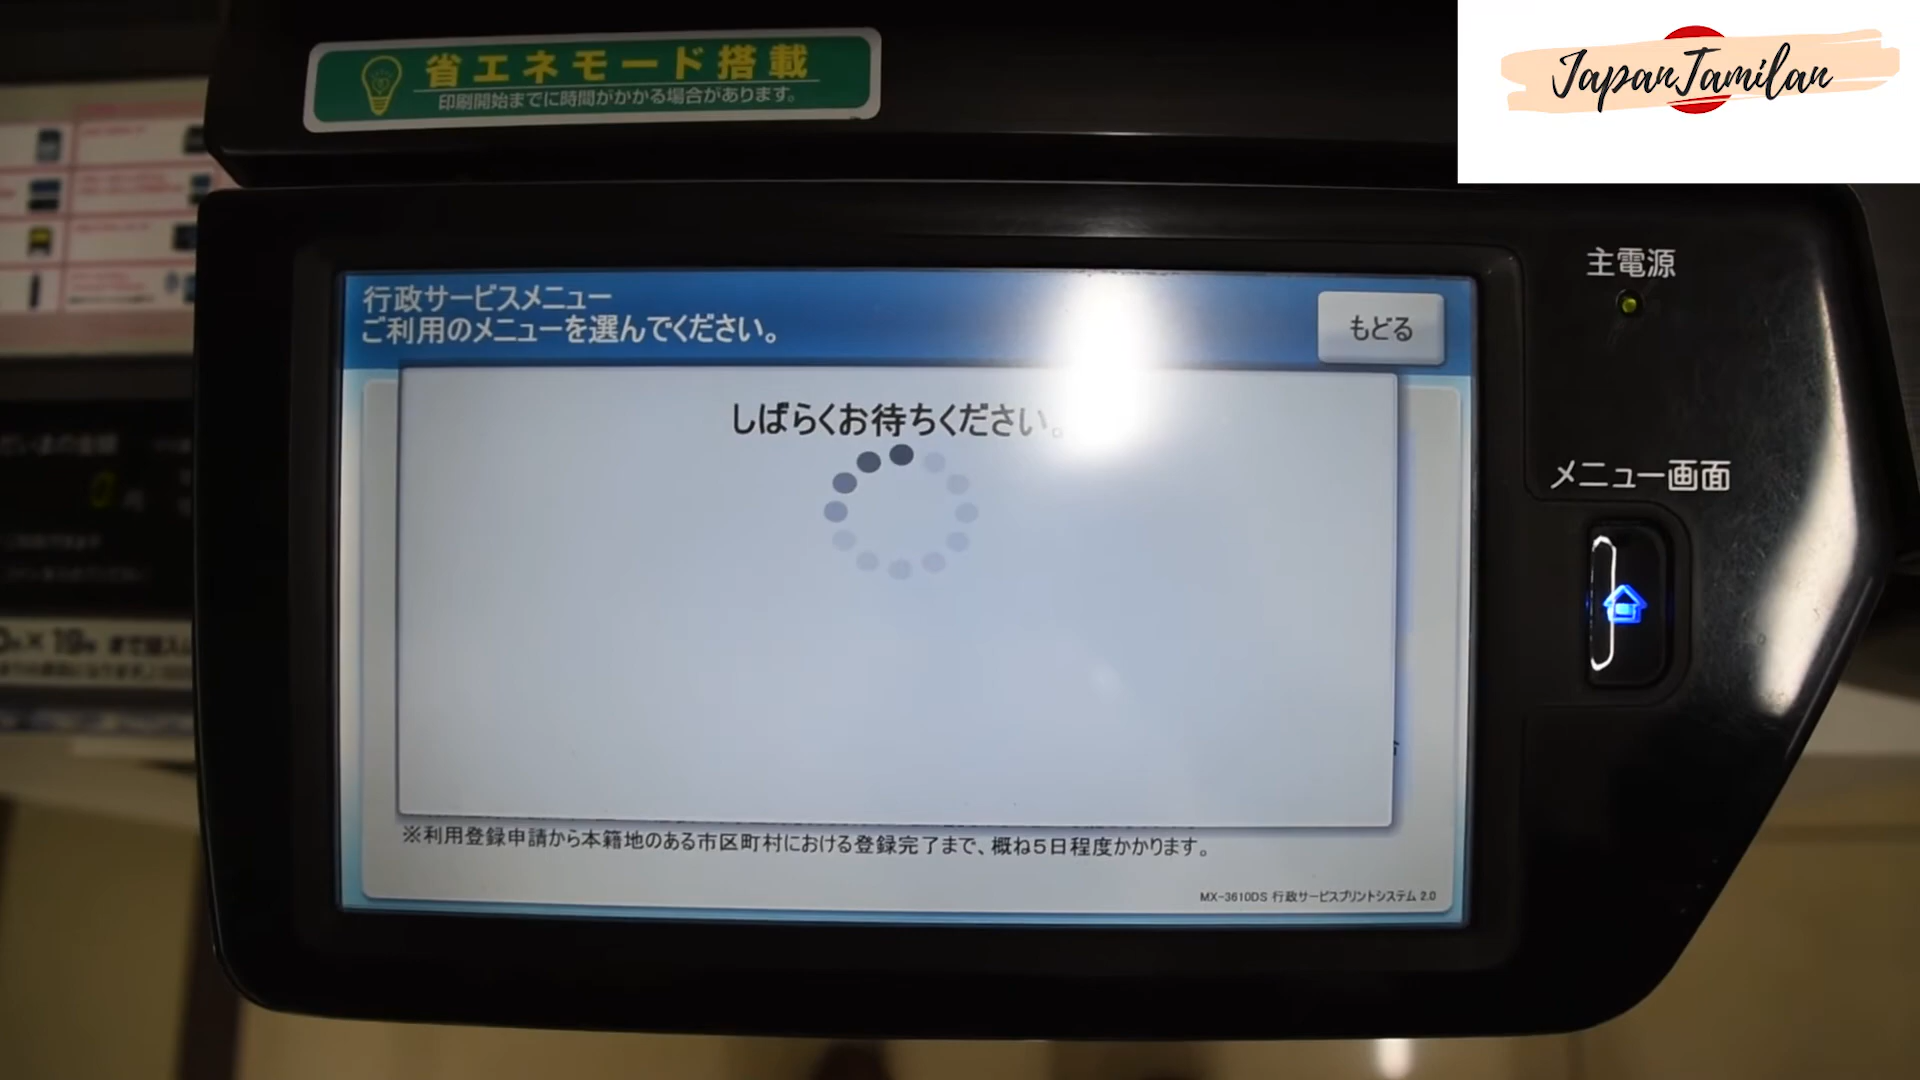 省エネモード搭載
印刷開始までに時間がかかる場合があります。
JapanTamilan
主電源
行政サービスメニュー
ご利用のメニューを選んでください。
もどる
しばらくお待ちください。
メニュー画面
※利用登録申請から本籍地のある市区町村における登録完了まで、概ね5日程度かかります。
MX-3610DS 行政サービスプリントシステム 2.0